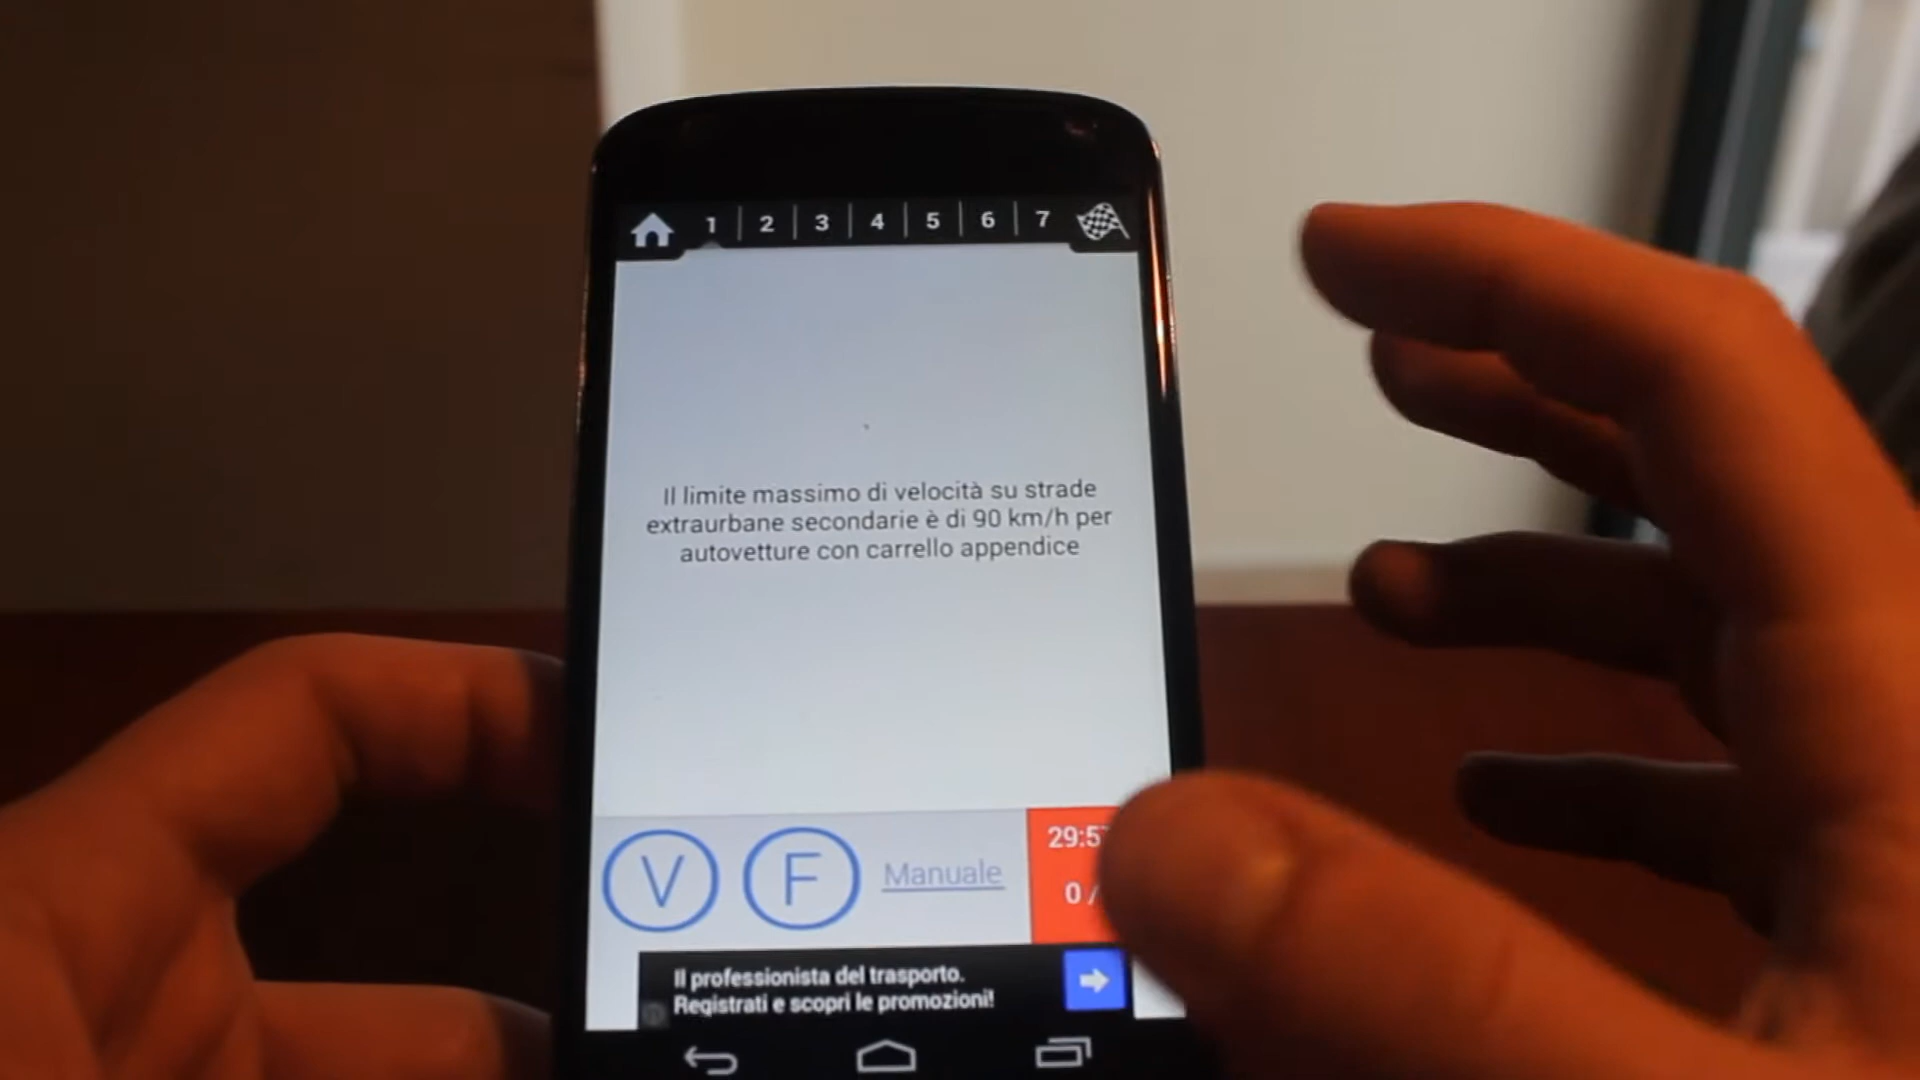 1 2 3 4 5 6 7
Il limite massimo di velocità su strade
extraurbane secondarie è di 90 km/h per
autovetture con carrello appendice
V F Manuale
29:5
0 /
Il professionista del trasporto.
Registrati e scopri le promozioni!